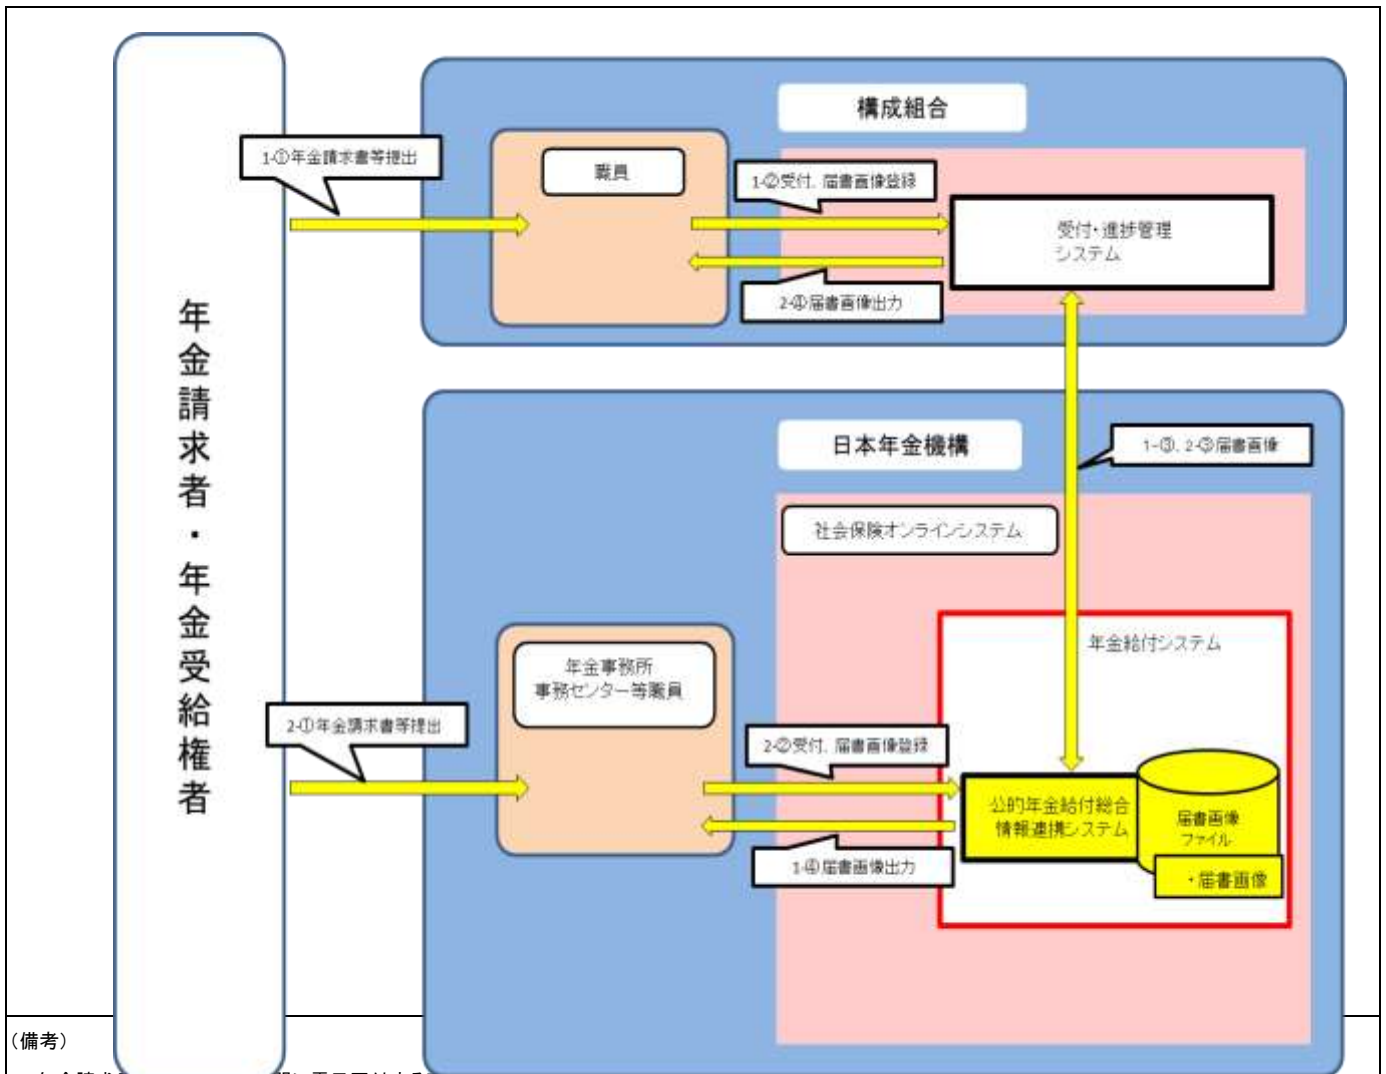 年金請求者・年金受給権者
構成組合
1-①年金請求書等提出
職員
1-②受付、届書画像登録
受付・進捗管理
システム
2-④届書画像出力
日本年金機構
1-③、2-③届書画像
社会保険オンラインシステム
年金給付システム
年金事務所
事務センター等職員
2-①年金請求書等提出
2-②受付、届書画像登録
公的年金給付総合
情報連携システム
届書画像
ファイル
・届書画像
1-④届書画像出力
(備考)